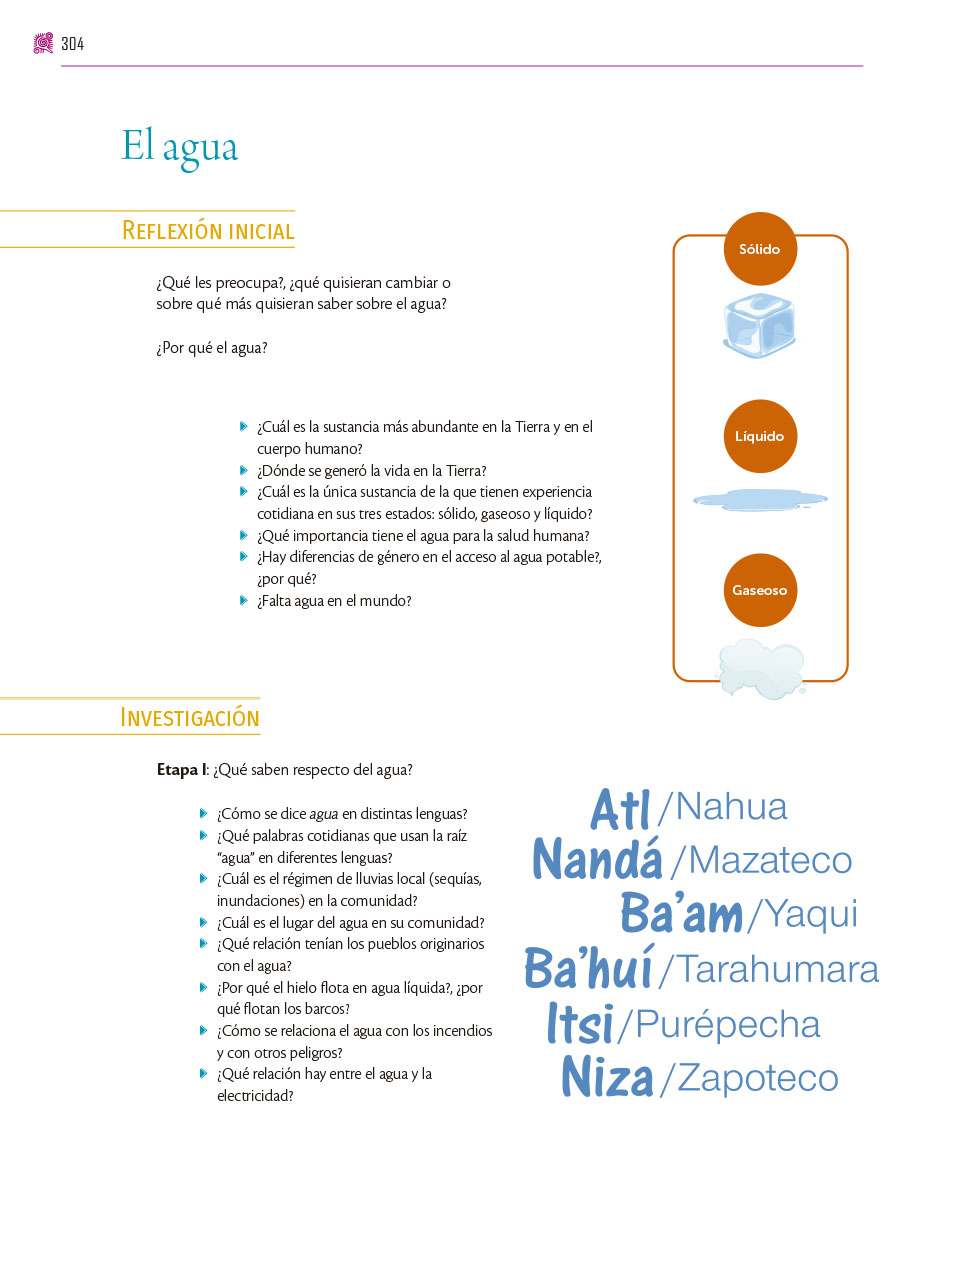 304
El agua
REFLEXIÓN INICIAL
¿Qué les preocupa?, ¿qué quisieran cambiar o
sobre qué más quisieran saber sobre el agua?
¿Por qué el agua?
¿Cuál es la sustancia más abundante en la Tierra y en el
cuerpo humano?
¿Dónde se generó la vida en la Tierra?
¿Cuál es la única sustancia de la que tienen experiencia
cotidiana en sus tres estados: sólido, gaseoso y líquido?
¿Qué importancia tiene el agua para la salud humana?
¿Hay diferencias de género en el acceso al agua potable?,
¿por qué?
¿Falta agua en el mundo?
Sólido
Líquido
Gaseoso
INVESTIGACIÓN
Etapa I: ¿Qué saben respecto del agua?
¿Cómo se dice agua en distintas lenguas?
¿Qué palabras cotidianas que usan la raíz
“agua” en diferentes lenguas?
¿Cuál es el régimen de lluvias local (sequías,
inundaciones) en la comunidad?
¿Cuál es el lugar del agua en su comunidad?
¿Qué relación tenían los pueblos originarios
con el agua?
¿Por qué el hielo flota en agua líquida?, ¿por
qué flotan los barcos?
¿Cómo se relaciona el agua con los incendios
y con otros peligros?
¿Qué relación hay entre el agua y la
electricidad?
Atl /Nahua
Nandá /Mazateco
Ba’am /Yaqui
Ba’huí /Tarahumara
Itsi /Purépecha
Niza /Zapoteco